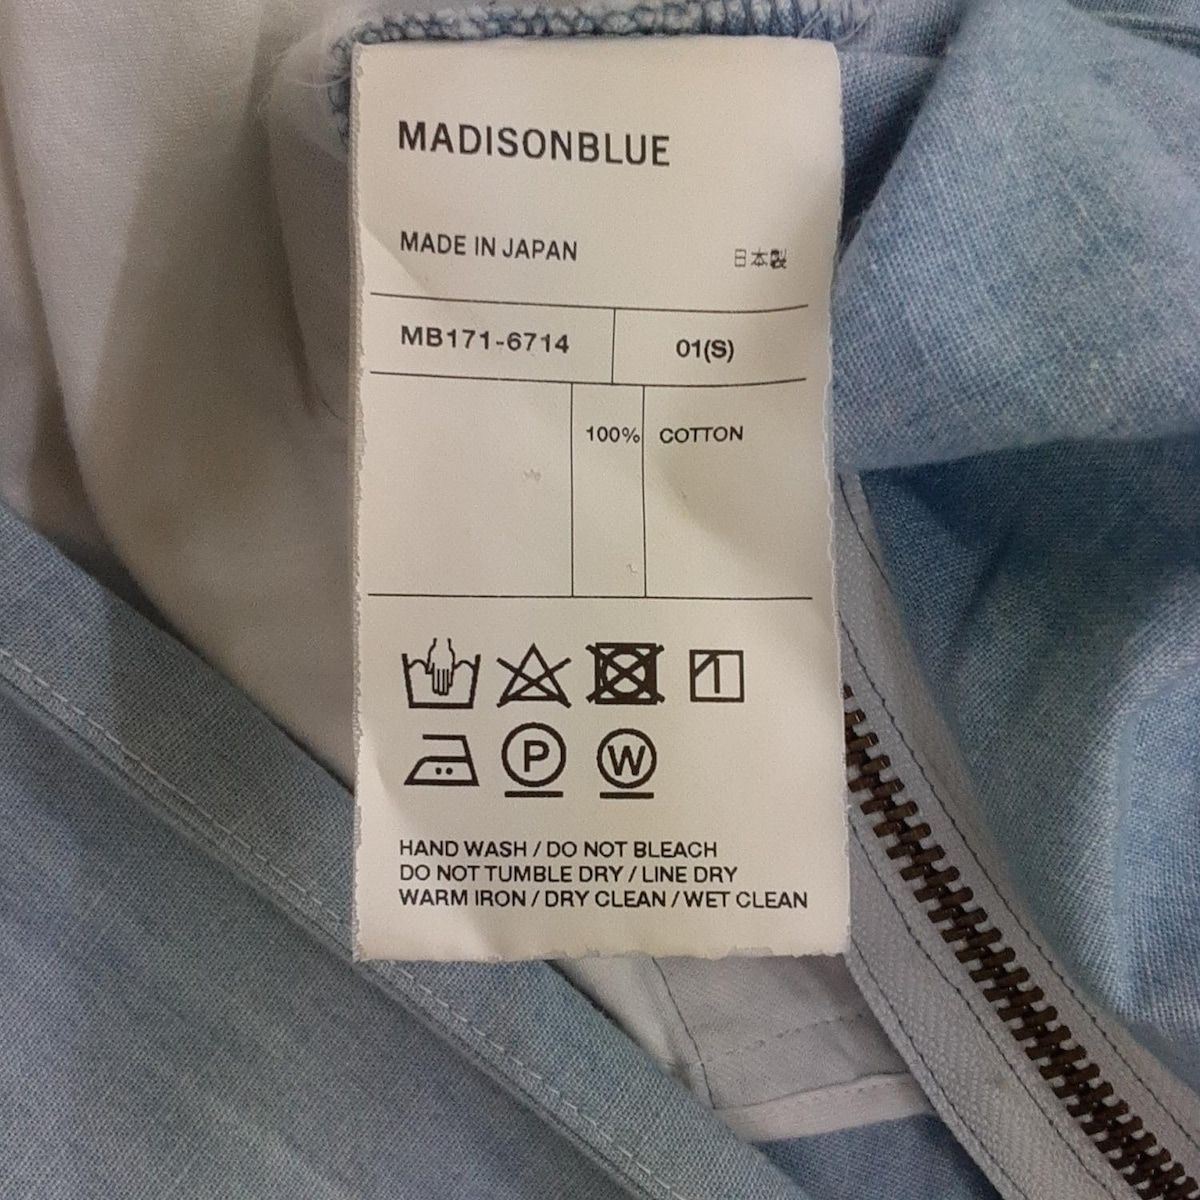 MADISONBLUE
MADE IN JAPAN 日本製
MB171-6714 01(S)
100% COTTON
P W
HAND WASH / DO NOT BLEACH
DO NOT TUMBLE DRY / LINE DRY
WARM IRON / DRY CLEAN / WET CLEAN